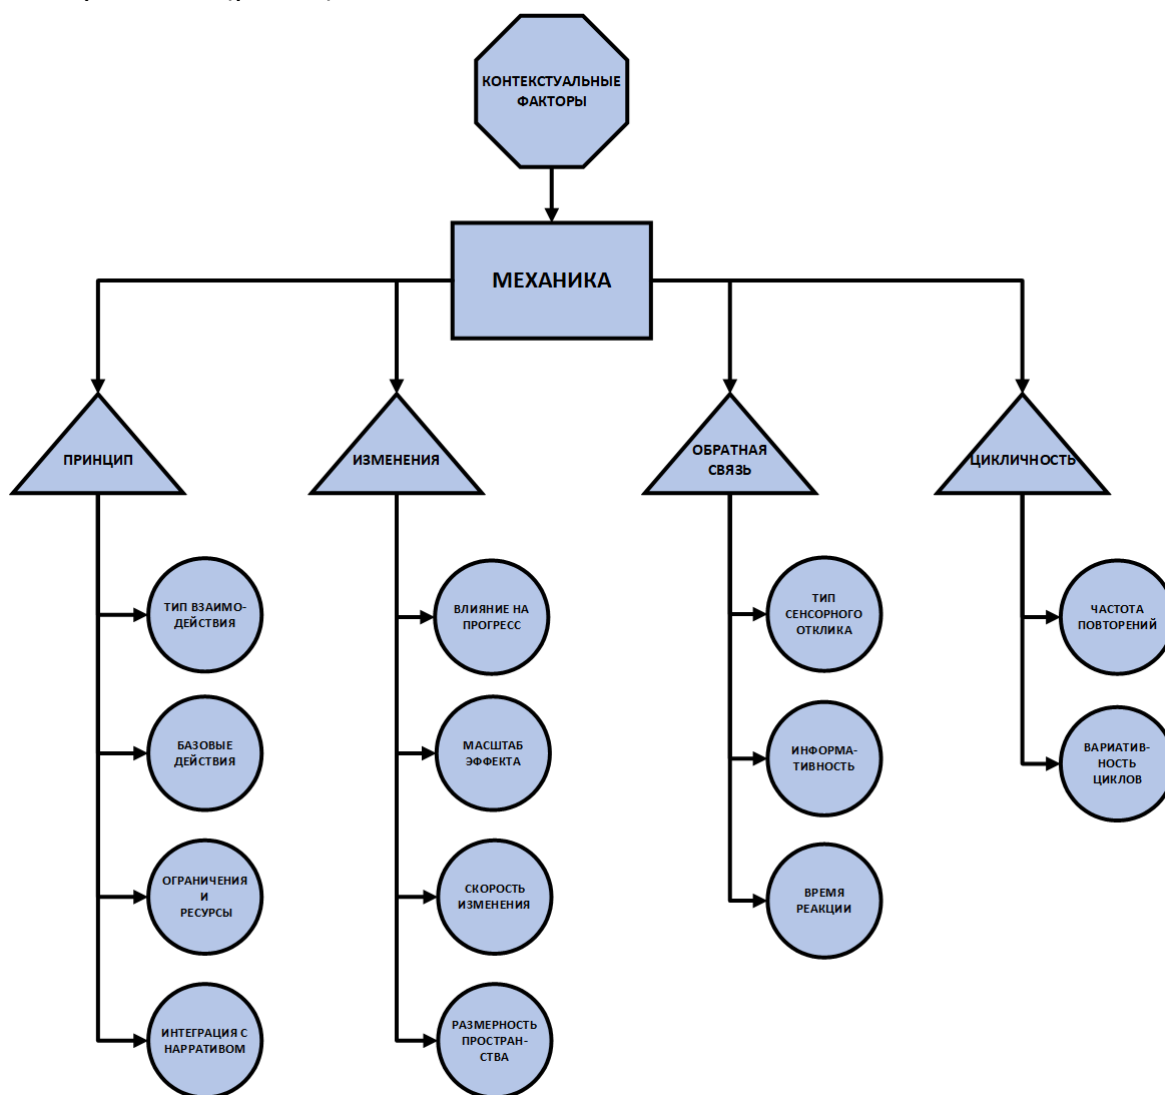 КОНТЕКСТУАЛЬНЫЕ
ФАКТОРЫ
МЕХАНИКА
ПРИНЦИП
ИЗМЕНЕНИЯ
ОБРАТНАЯ
СВЯЗЬ
ЦИКЛИЧНОСТЬ
ТИП ВЗАИМО-
ДЕЙСТВИЯ
БАЗОВЫЕ
ДЕЙСТВИЯ
ОГРАНИЧЕНИЯ
И
РЕСУРСЫ
ИНТЕГРАЦИЯ С
НАРРАТИВОМ
ВЛИЯНИЕ НА
ПРОГРЕСС
МАСШТАБ
ЭФФЕКТА
СКОРОСТЬ
ИЗМЕНЕНИЯ
РАЗМЕРНОСТЬ
ПРОСТРАН-
СТВА
ТИП
СЕНСОРНОГО
ОТКЛИКА
ИНФОРМА-
ТИВНОСТЬ
ВРЕМЯ
РЕАКЦИИ
ЧАСТОТА
ПОВТОРЕНИЙ
ВАРИАТИВ-
НОСТЬ
ЦИКЛОВ